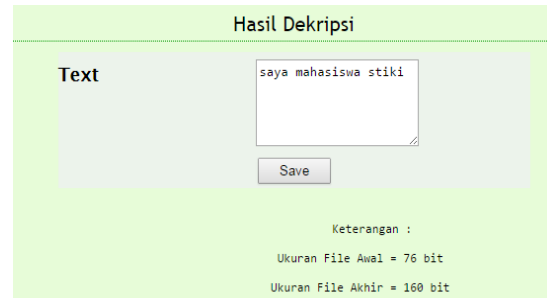 Hasil Dekripsi
Text
saya mahasiswa stiki
Save
Keterangan :
Ukuran File Awal = 76 bit
Ukuran File Akhir = 160 bit